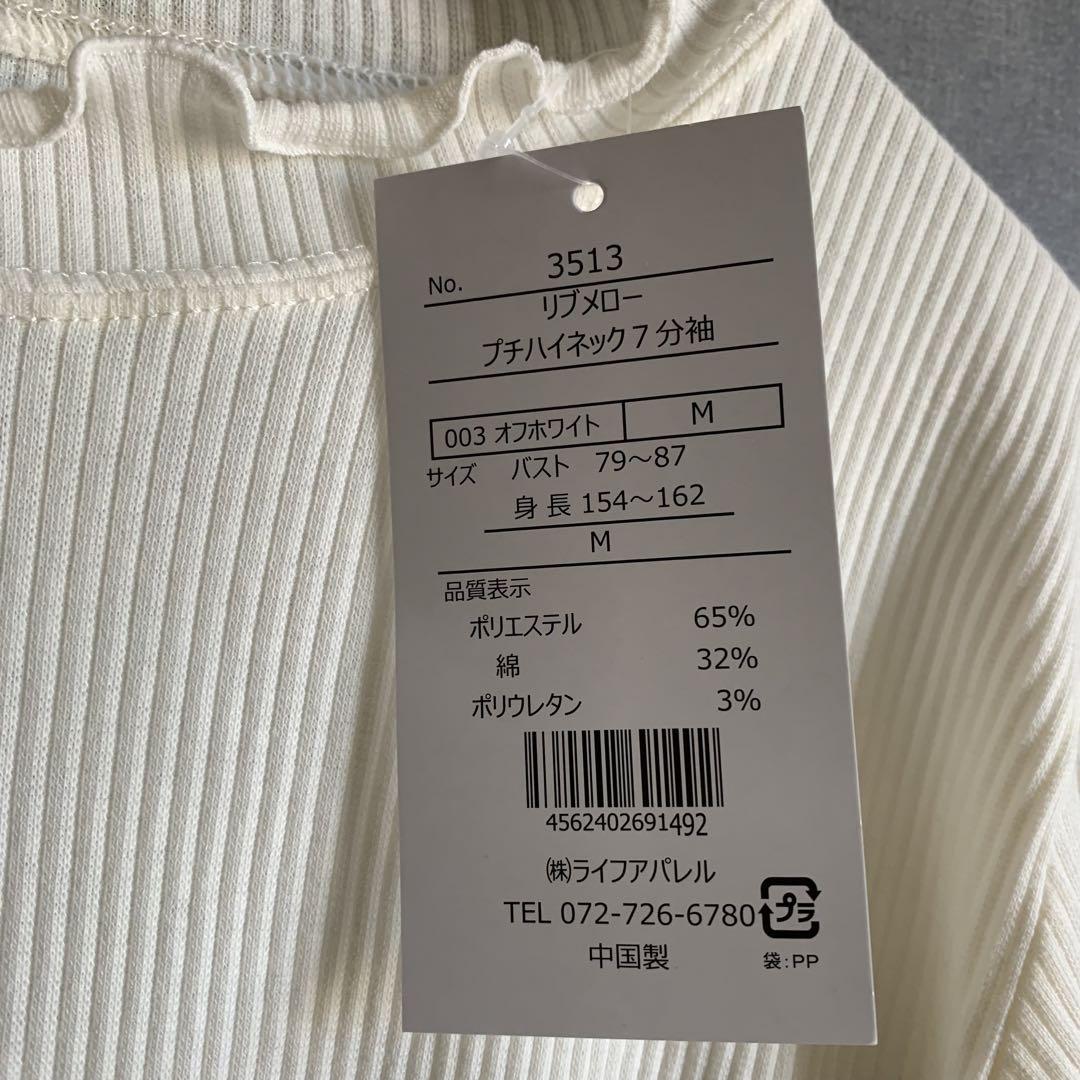 No. 3513
リブメロー
プチハイネック7分袖
003 オフホワイト M
サイズ バスト 79～87
身長 154～162
M
品質表示
ポリエステル 65%
綿 32%
ポリウレタン 3%
4562402691492
㈱ライフアパレル
TEL 072-726-6780
プラ
中国製
袋:PP